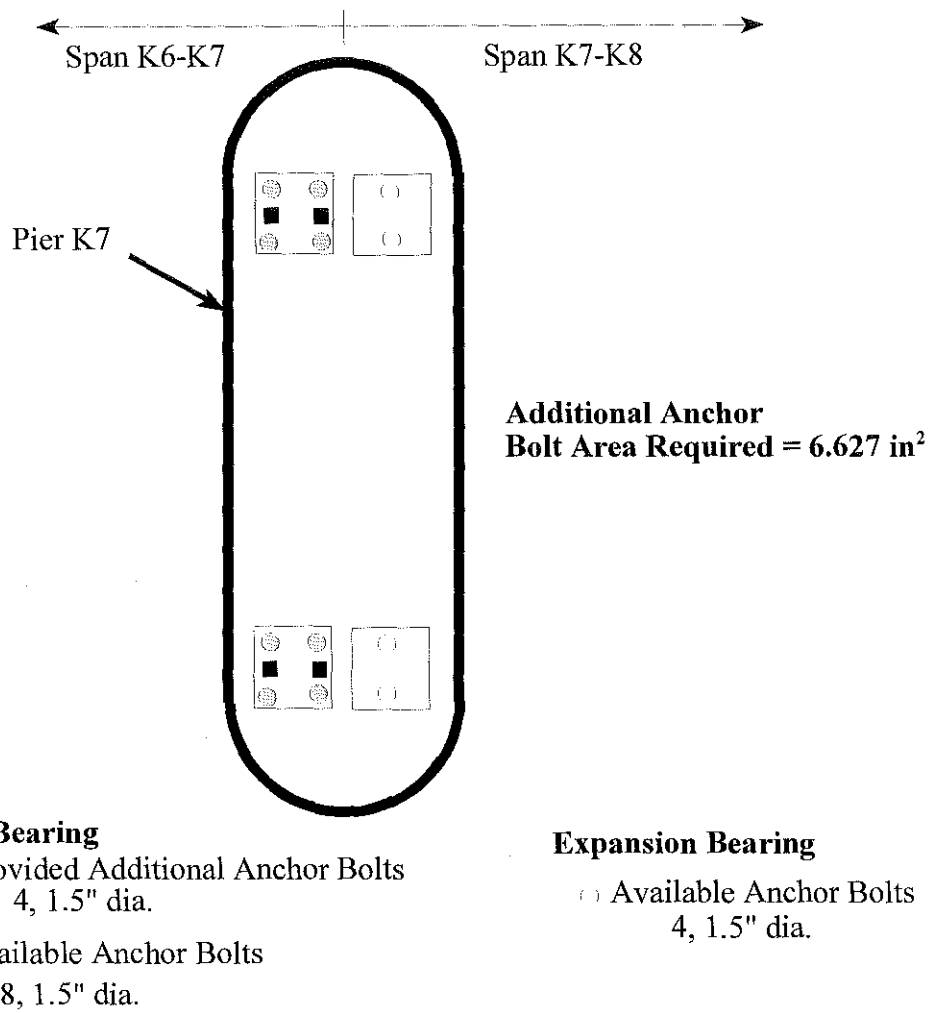 Span K6-K7
Span K7-K8
Pier K7
Additional Anchor
Bolt Area Required = 6.627 in²
Bearing
ovided Additional Anchor Bolts
4, 1.5" dia.
ailable Anchor Bolts
8, 1.5" dia.
Expansion Bearing
Available Anchor Bolts
4, 1.5" dia.